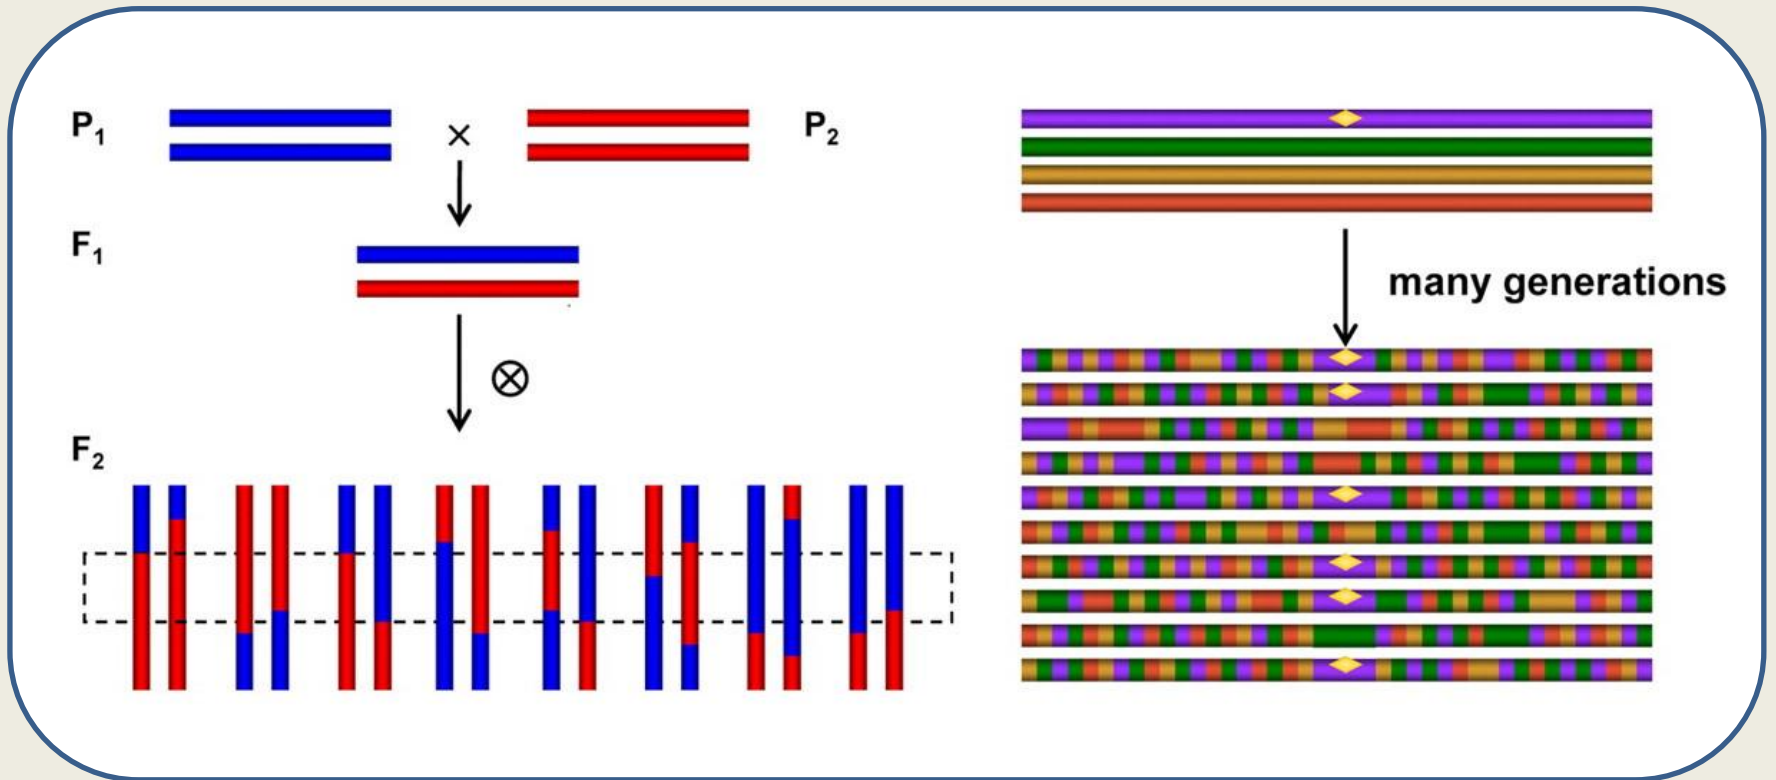 P₁
×
P₂
F₁
⊗
F₂
many generations